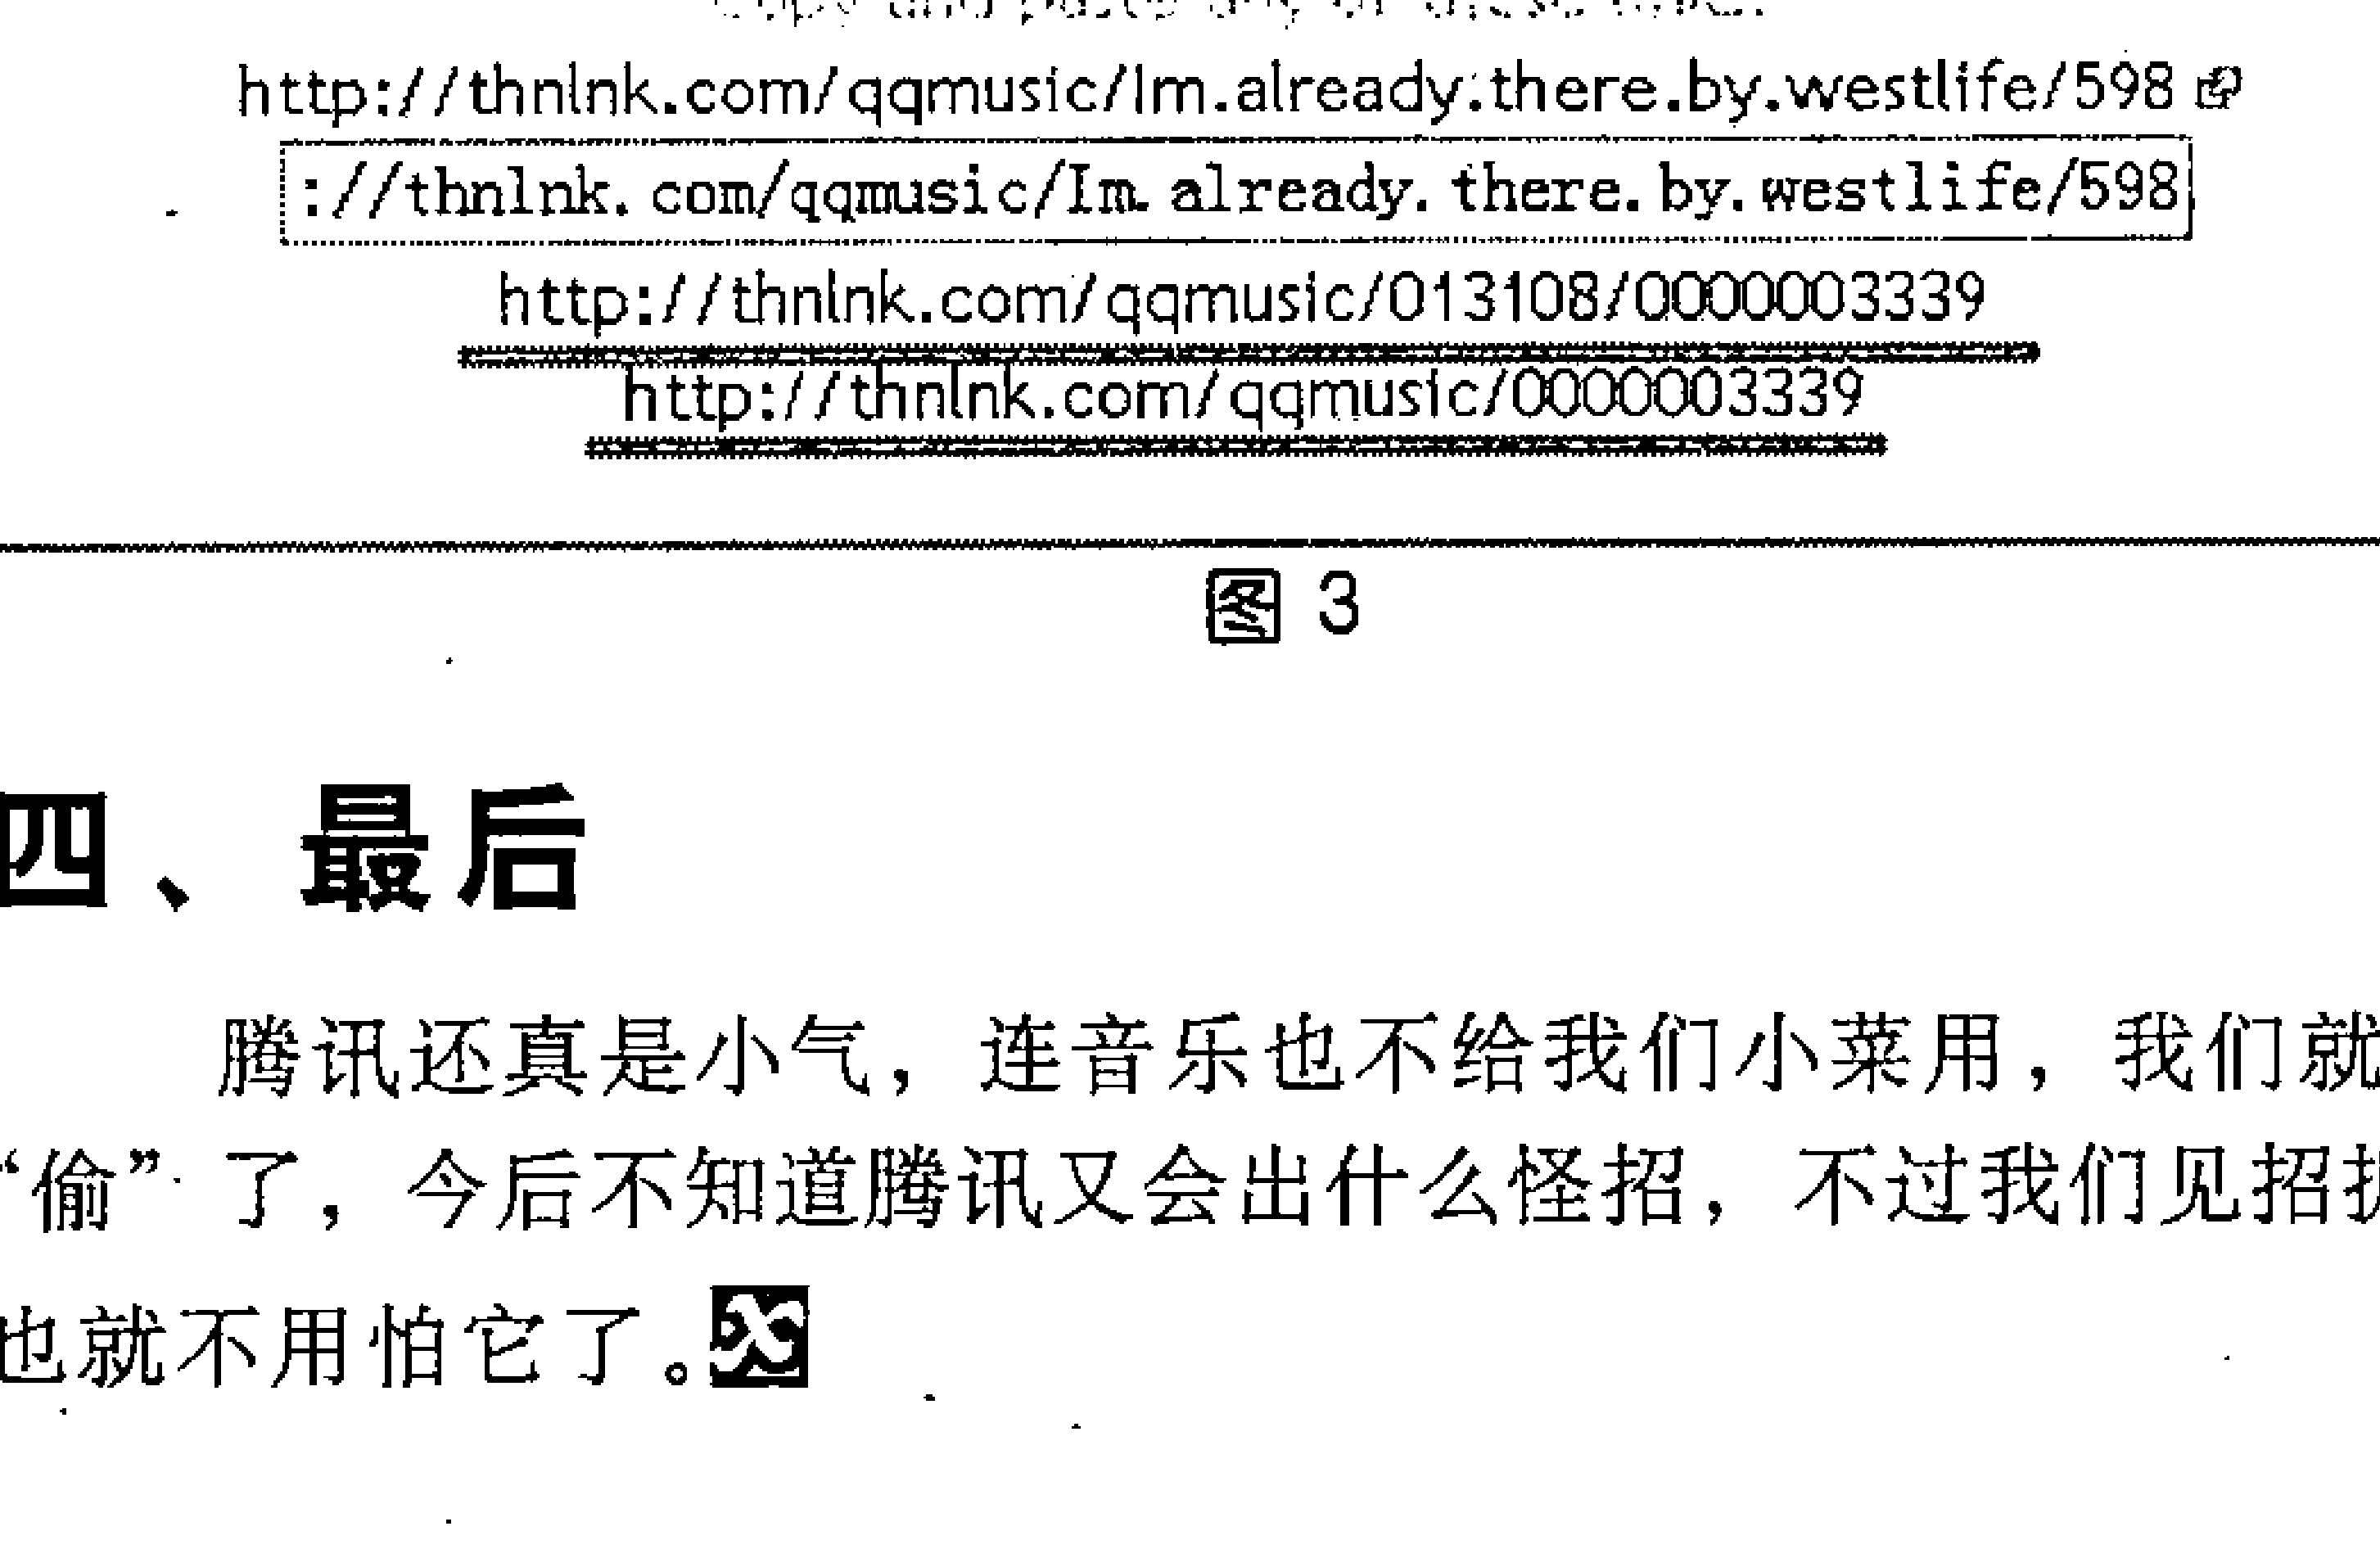 http://thnlnk.com/qqmusic/Im.already.there.by.westlife/598
://thnlnk.com/qqmusic/Im.already.there.by.westlife/598
http://thnlnk.com/qqmusic/013108/0000003339
http://thnlnk.com/qqmusic/0000003339
图 3
四、最后
腾讯还真是小气，连音乐也不给我们小菜用，我们就
“偷”了，今后不知道腾讯又会出什么怪招，不过我们见招
也就不用怕它了。